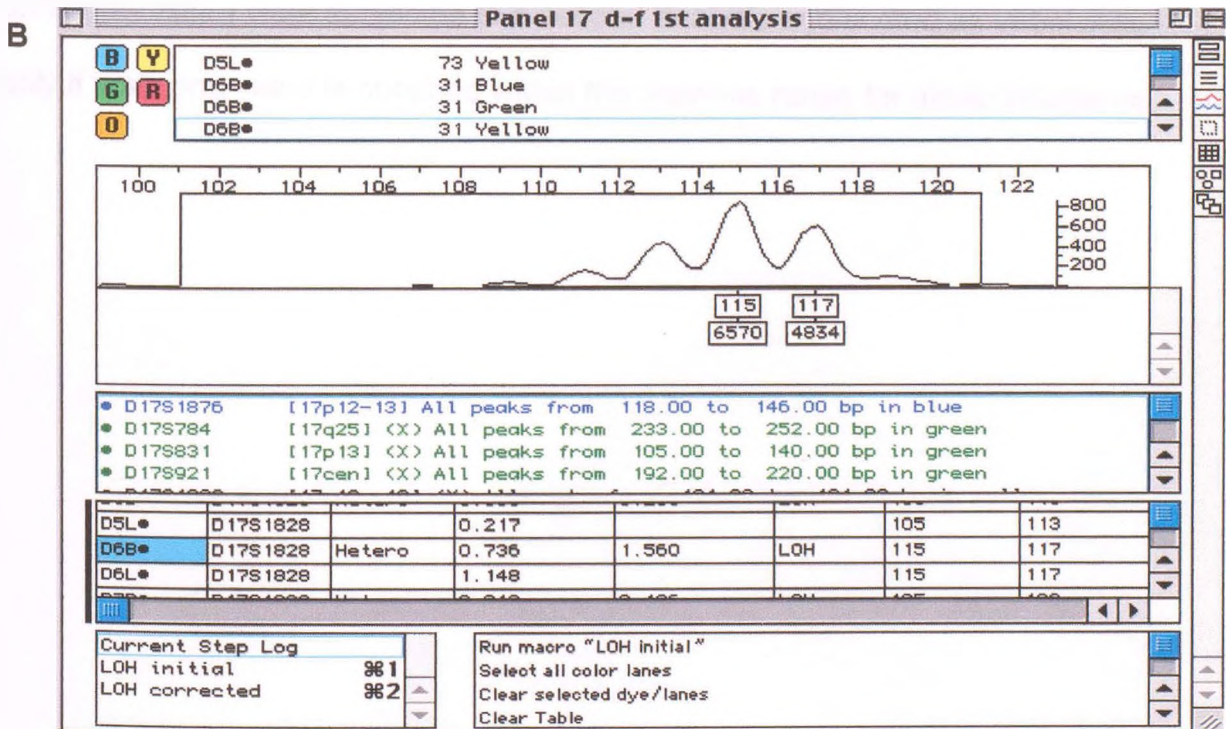 B
Panel 17 d-f 1st analysis
B Y
G R
O
D5L● 73 Yellow
D6B● 31 Blue
D6B● 31 Green
D6B● 31 Yellow
100 102 104 106 108 110 112 114 116 118 120 122
800
600
400
200
115 117
6570 4834
● D17S1876 [17p12-13] All peaks from 118.00 to 146.00 bp in blue
● D17S784 [17q25] (X) All peaks from 233.00 to 252.00 bp in green
● D17S831 [17p13] (X) All peaks from 105.00 to 140.00 bp in green
● D17S921 [17cen] (X) All peaks from 192.00 to 220.00 bp in green
D5L● D17S1828 0.217 105 113
D6B● D17S1828 Hetero 0.736 1.560 LOH 115 117
D6L● D17S1828 1.148 115 117
Current Step Log
LOH initial ⌘1
LOH corrected ⌘2
Run macro "LOH initial"
Select all color lanes
Clear selected dye/lanes
Clear Table